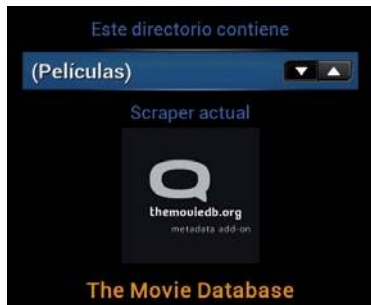 Este directorio contiene
(Películas)
Scraper actual
themoviedb.org
metadata add-on
The Movie Database